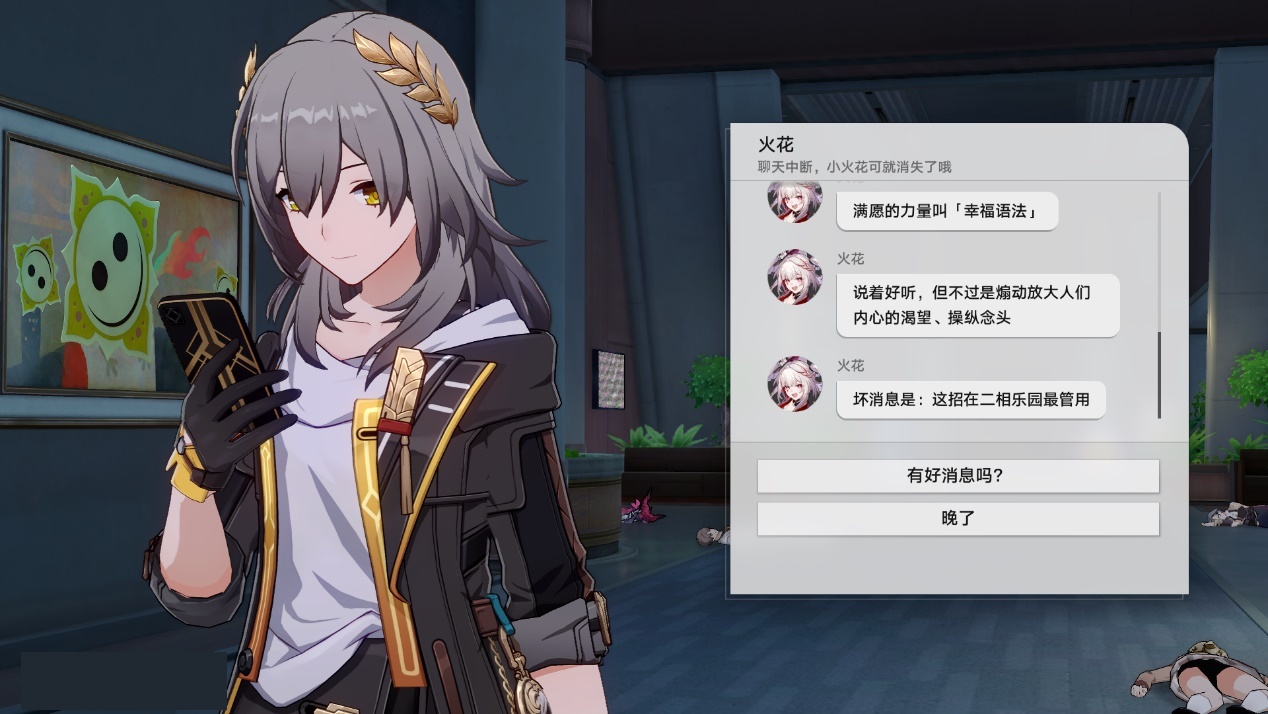 火花
聊天中断，小火花可就消失了哦
满愿的力量叫「幸福语法」
火花
说着好听，但不过是煽动放大人们
内心的渴望、操纵念头
火花
坏消息是：这招在二相乐园最管用
有好消息吗?
晚了